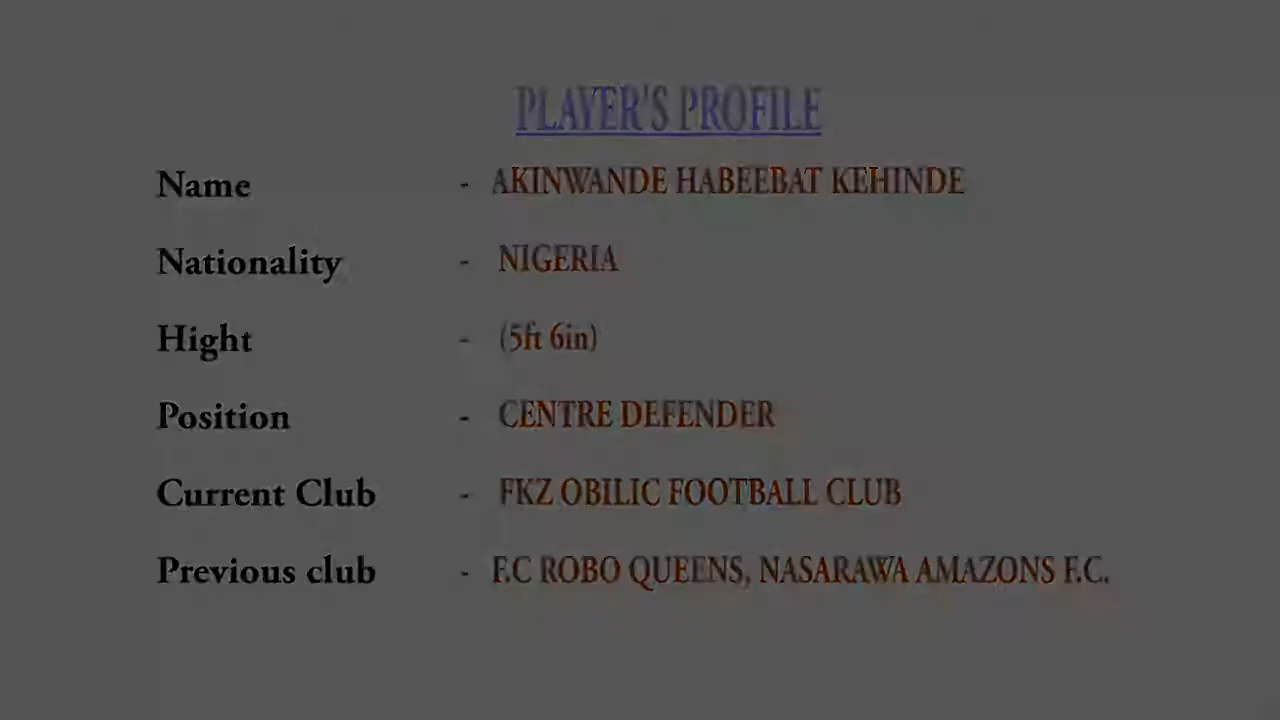 PLAYER'S PROFILE
Name - AKINWANDE HABEEBAT KEHINDE
Nationality - NIGERIA
Hight - (5ft 6in)
Position - CENTRE DEFENDER
Current Club - FKZ OBILIC FOOTBALL CLUB
Previous club - F.C ROBO QUEENS, NASARAWA AMAZONS F.C.